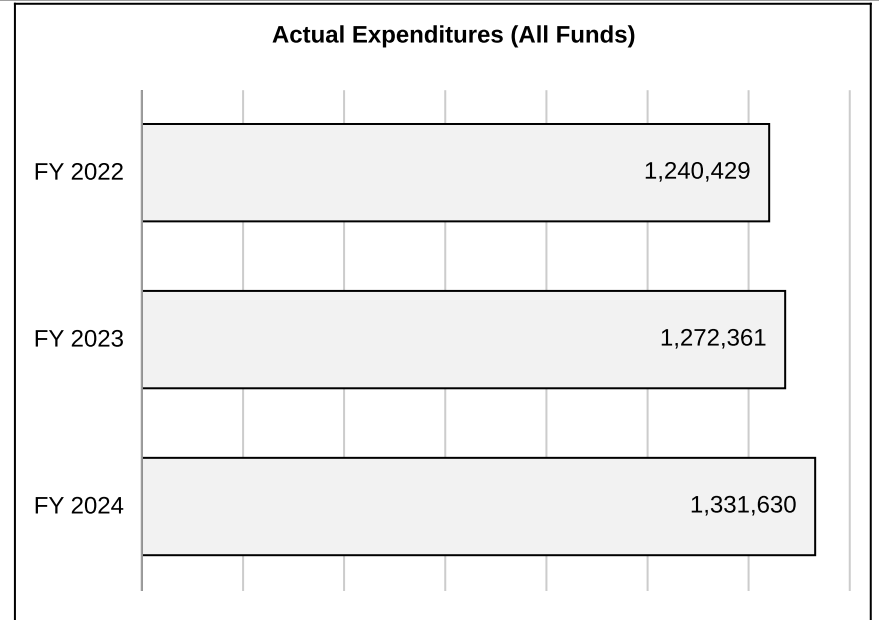 Actual Expenditures (All Funds)
FY 2022 1,240,429
FY 2023 1,272,361
FY 2024 1,331,630